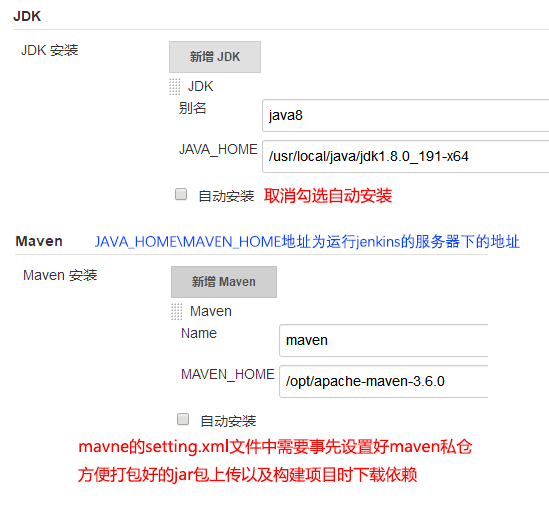 JDK
JDK 安装
新增 JDK
JDK
别名
java8
JAVA_HOME
/usr/local/java/jdk1.8.0_191-x64
自动安装 取消勾选自动安装
Maven JAVA_HOME\MAVEN_HOME地址为运行jenkins的服务器下的地址
Maven 安装
新增 Maven
Maven
Name
maven
MAVEN_HOME
/opt/apache-maven-3.6.0
自动安装
mavne的setting.xml文件中需要事先设置好maven私仓
方便打包好的jar包上传以及构建项目时下载依赖